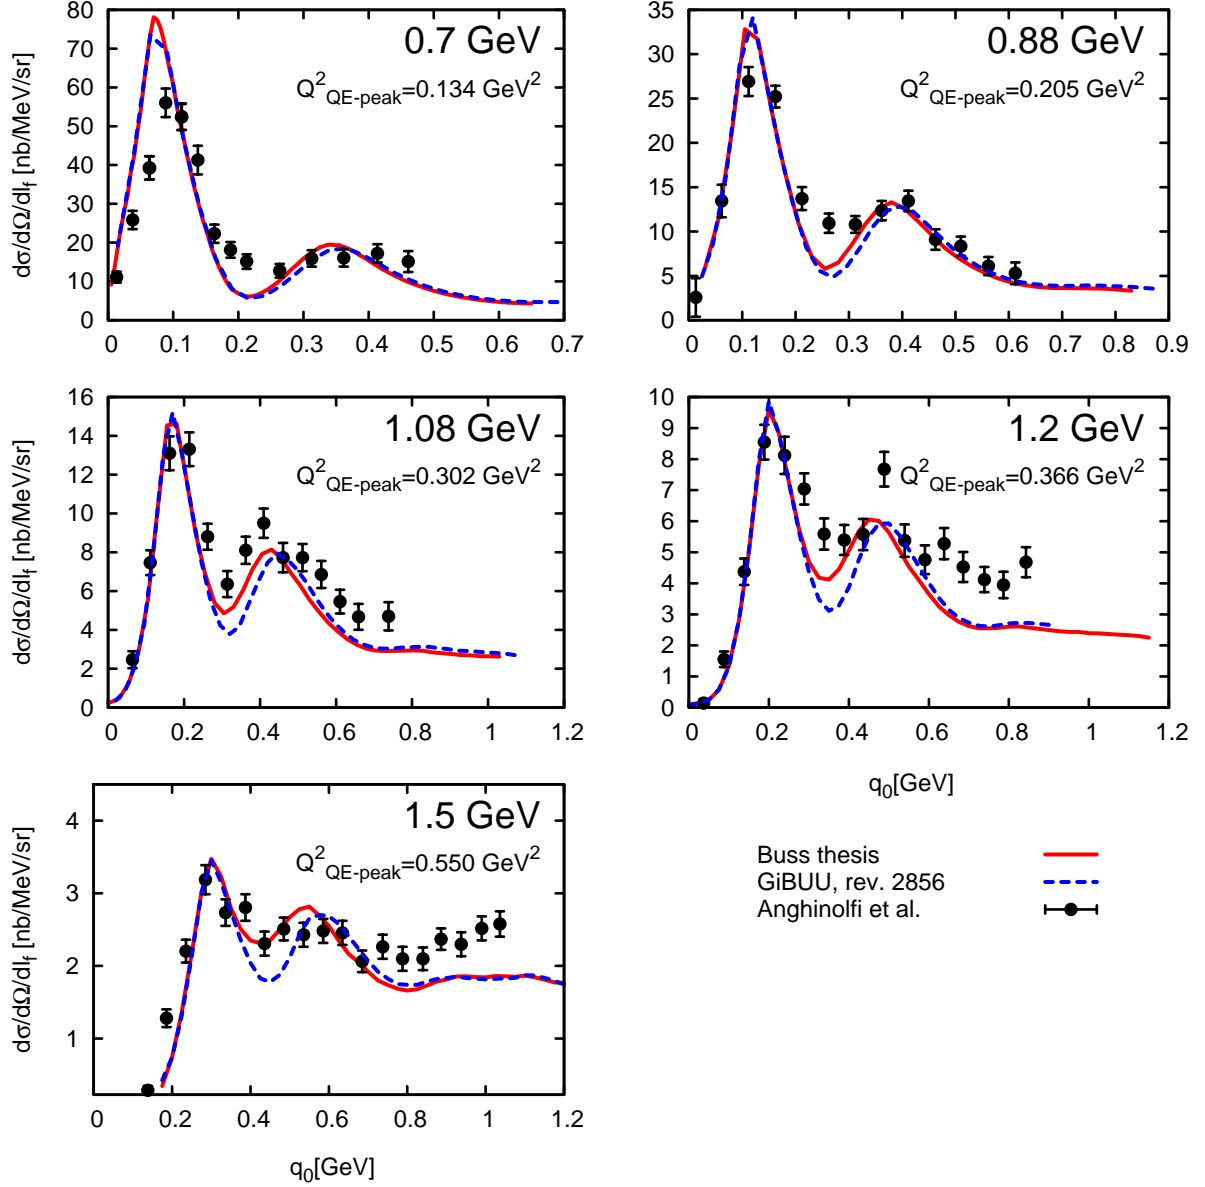 dσ/dΩ/dl_f [nb/MeV/sr]
80
70
60
50
40
30
20
10
0
0.7 GeV
Q²_QE-peak=0.134 GeV²
0 0.1 0.2 0.3 0.4 0.5 0.6 0.7
35
30
25
20
15
10
5
0
0.88 GeV
Q²_QE-peak=0.205 GeV²
0 0.1 0.2 0.3 0.4 0.5 0.6 0.7 0.8 0.9
dσ/dΩ/dl_f [nb/MeV/sr]
16
14
12
10
8
6
4
2
0
1.08 GeV
Q²_QE-peak=0.302 GeV²
0 0.2 0.4 0.6 0.8 1 1.2
10
9
8
7
6
5
4
3
2
1
0
1.2 GeV
Q²_QE-peak=0.366 GeV²
0 0.2 0.4 0.6 0.8 1 1.2
q₀[GeV]
dσ/dΩ/dl_f [nb/MeV/sr]
4
3
2
1
1.5 GeV
Q²_QE-peak=0.550 GeV²
0 0.2 0.4 0.6 0.8 1 1.2
q₀[GeV]
Buss thesis
GiBUU, rev. 2856
Anghinolfi et al.